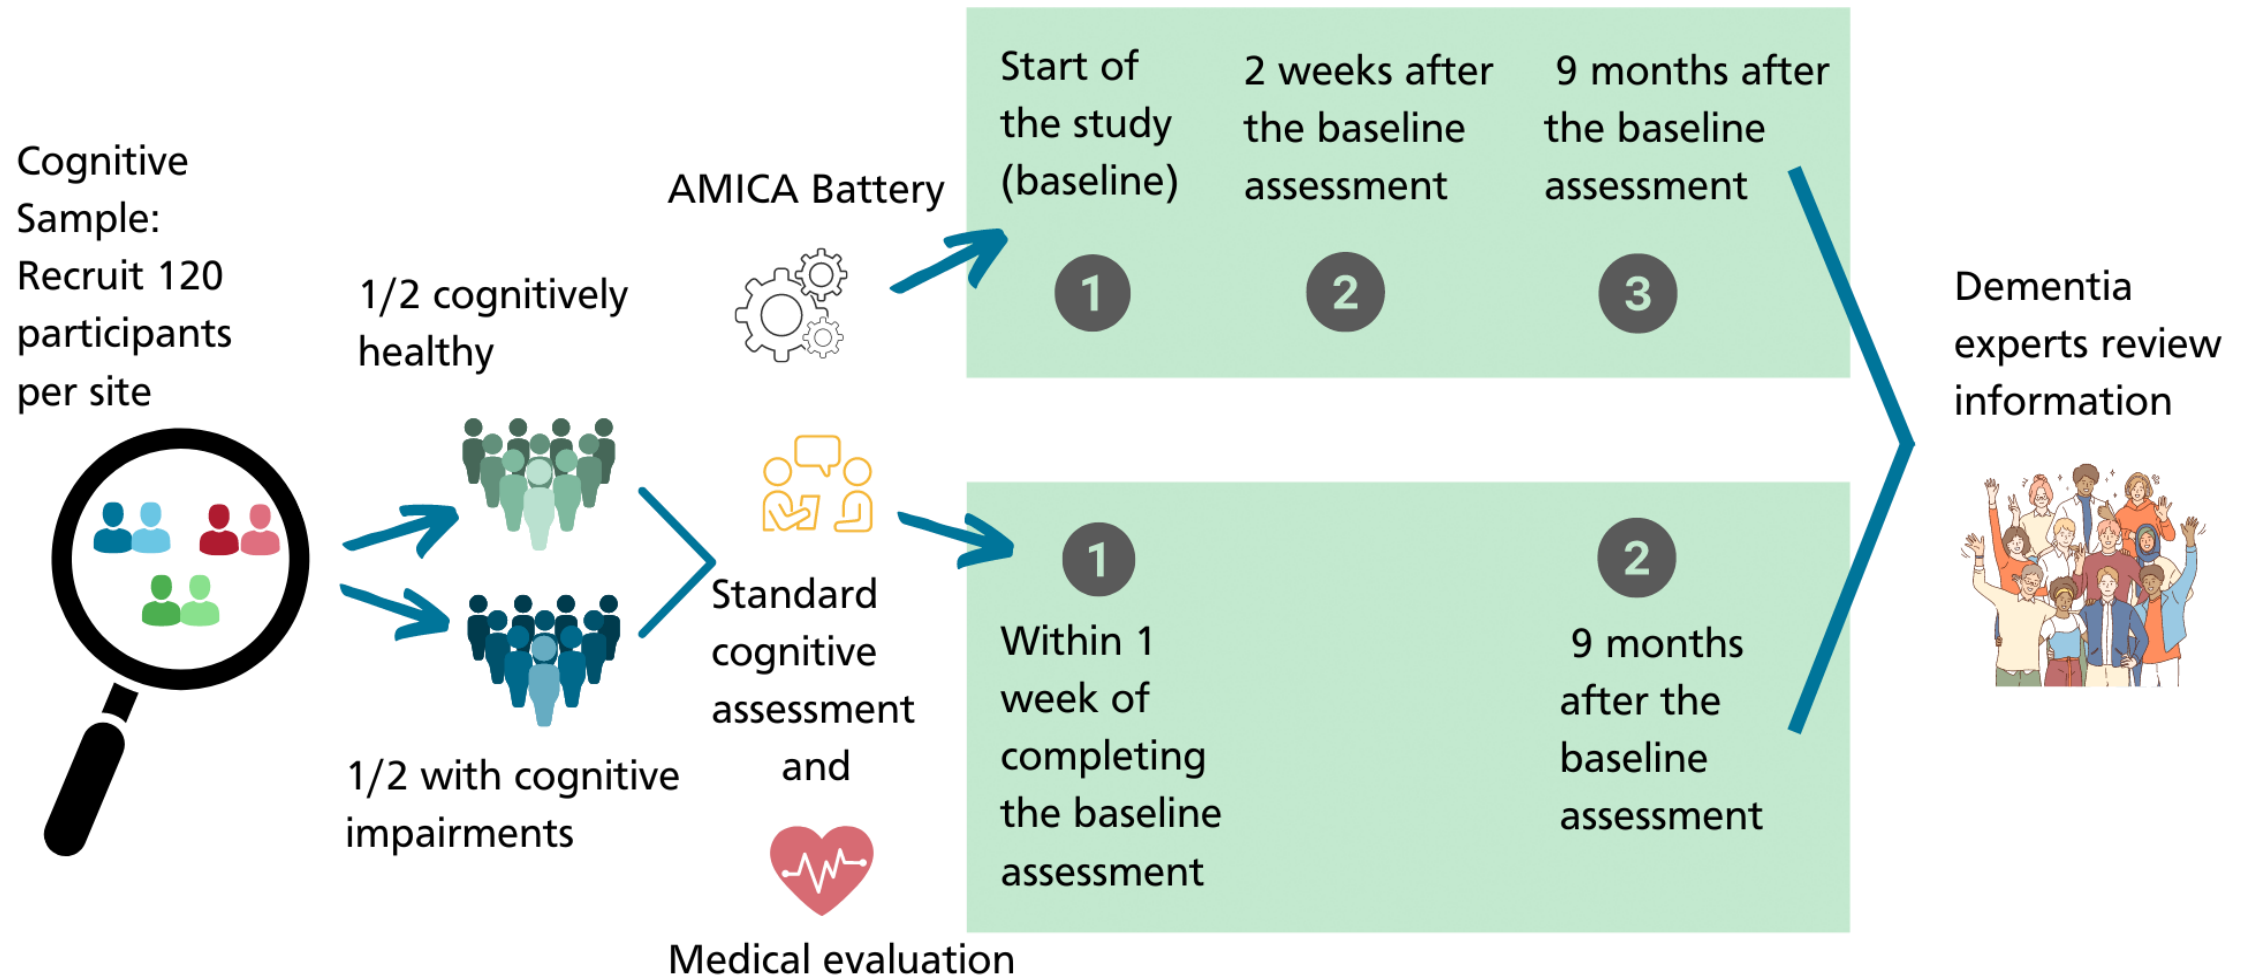 Cognitive
Sample:
Recruit 120
participants
per site
1/2 cognitively
healthy
1/2 with cognitive
impairments
AMICA Battery
Standard
cognitive
assessment
and
Medical evaluation
Start of
the study
(baseline)
1
2 weeks after
the baseline
assessment
2
9 months after
the baseline
assessment
3
1
Within 1
week of
completing
the baseline
assessment
2
9 months
after the
baseline
assessment
Dementia
experts review
information